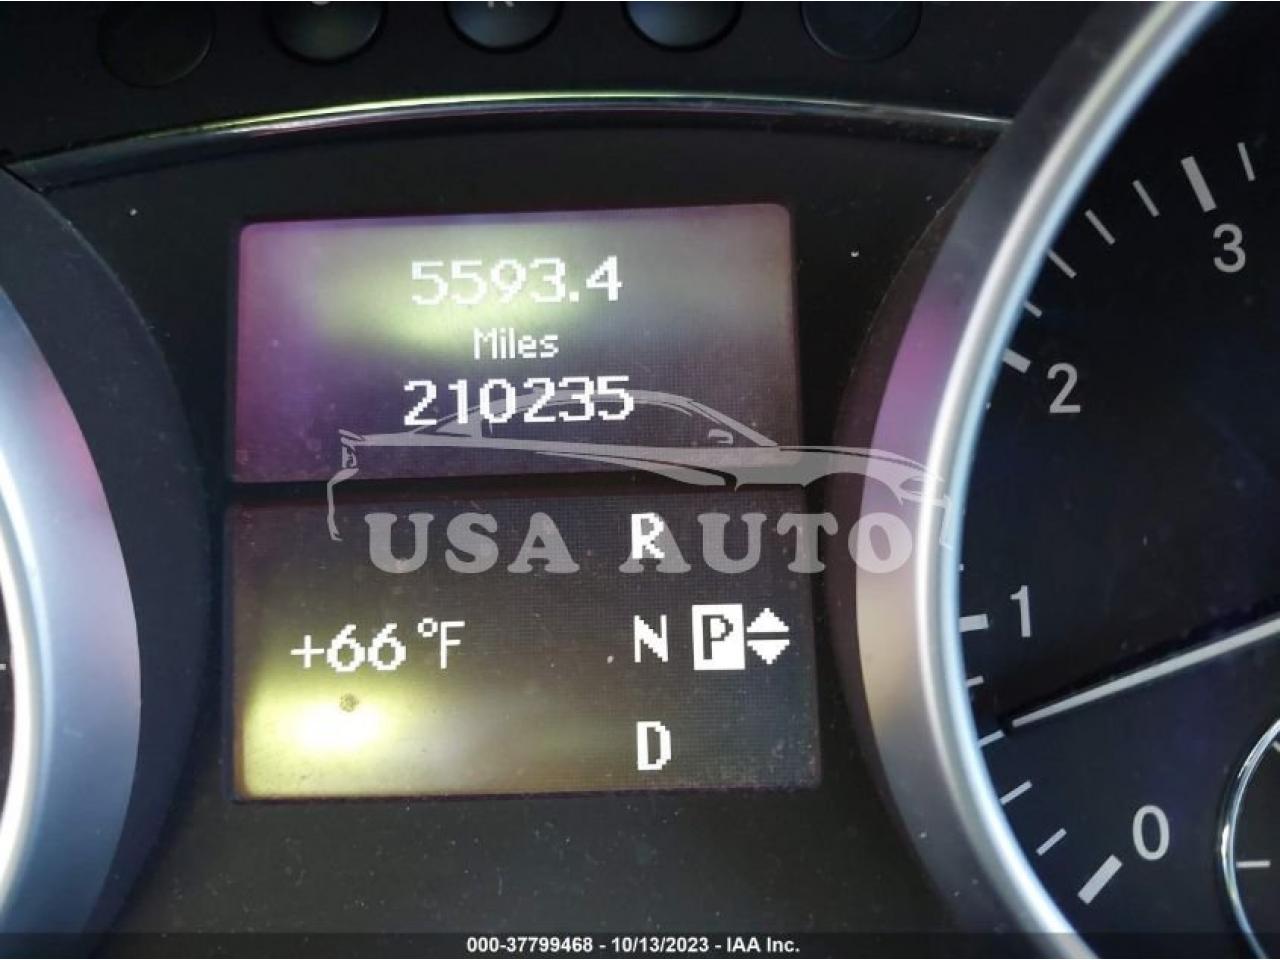 R
5593.4
Miles
210235
USA AUTO
R
+66°F
N P
D
3
2
1
0
000-37799468 - 10/13/2023 - IAA Inc.